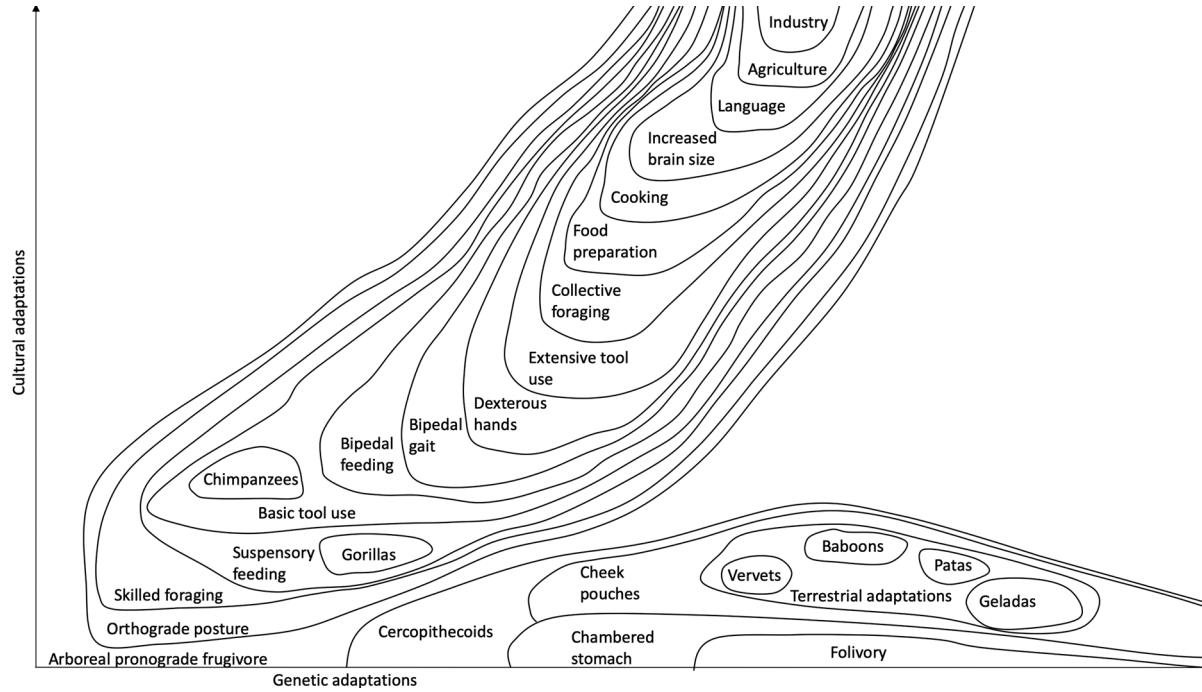 Industry
Agriculture
Language
Increased
brain size
Cooking
Food
preparation
Collective
foraging
Extensive tool
use
Dexterous
hands
Bipedal
gait
Bipedal
feeding
Chimpanzees
Basic tool use
Suspensory
feeding
Gorillas
Skilled foraging
Orthograde posture
Arboreal pronograde frugivore
Cercopithecoids
Cheek
pouches
Vervets
Baboons
Patas
Geladas
Terrestrial adaptations
Chambered
stomach
Folivory
Cultural adaptations
Genetic adaptations